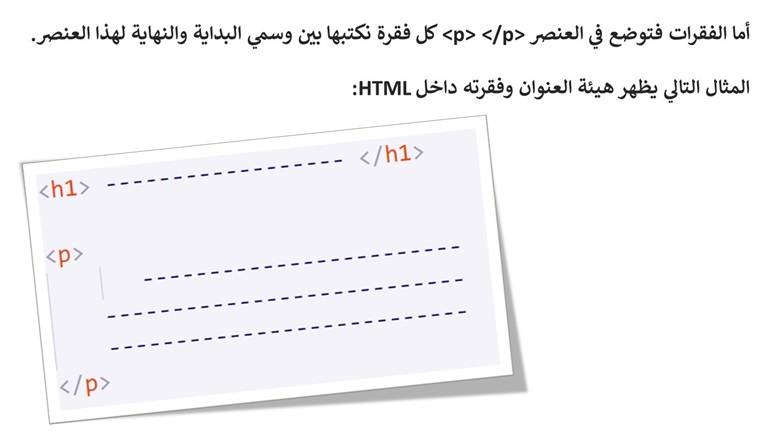 أما الفقرات فتوضع في العنصر <p> </p> كل فقرة نكتبها بين وسمي البداية والنهاية لهذا العنصر.
المثال التالي يظهر هيئة العنوان وفقرته داخل HTML:
<h1> ------------------ </h1>
<p>
------------------------
---------------------------
---------------------------
</p>